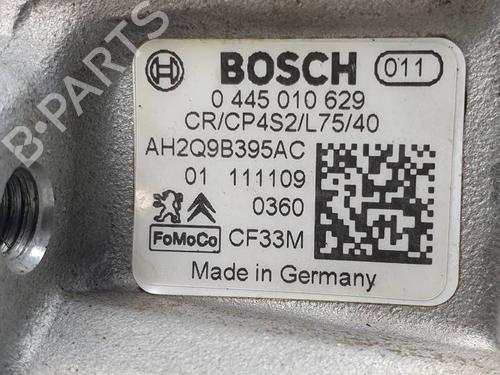 B-PARTS
BOSCH 011
0 445 010 629
CR/CP4S2/L75/40
AH2Q9B395AC
01 111109
0360
FoMoCo CF33M
Made in Germany